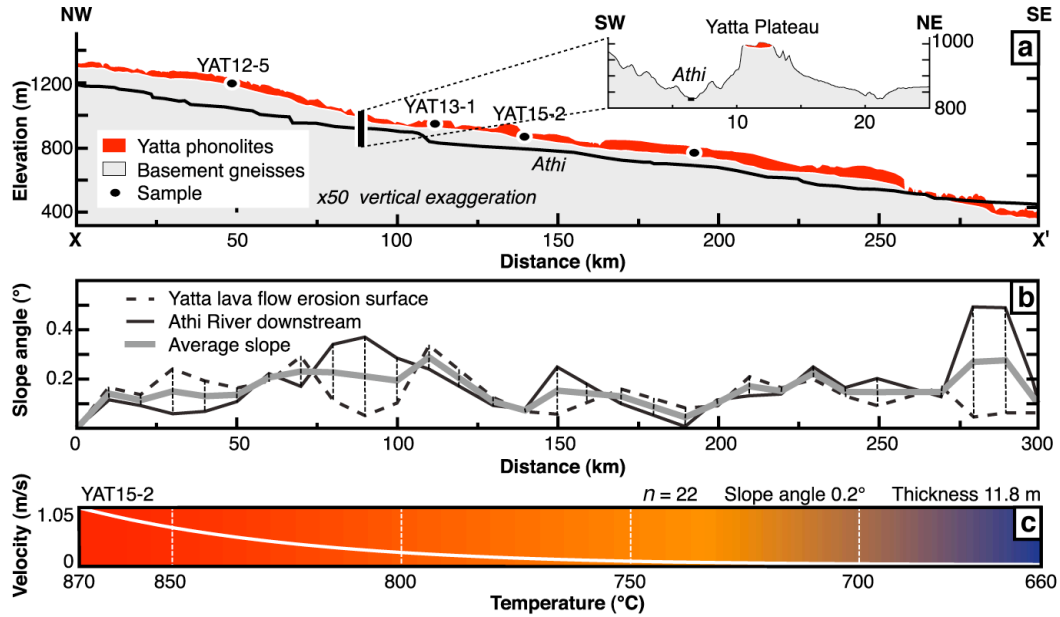 NW
SE
a
SW
Yatta Plateau
NE
1000
800
Athi
10
20
YAT12-5
YAT13-1
YAT15-2
Elevation (m)
1200
800
400
Yatta phonolites
Basement gneisses
Sample
x50 vertical exaggeration
Athi
X
50
100
150
200
250
X'
Distance (km)
b
Yatta lava flow erosion surface
Athi River downstream
Average slope
Slope angle (°)
0.4
0.2
0
50
100
150
200
250
300
Distance (km)
YAT15-2
n = 22
Slope angle 0.2°
Thickness 11.8 m
c
Velocity (m/s)
1.05
0
870
850
800
750
700
660
Temperature (°C)